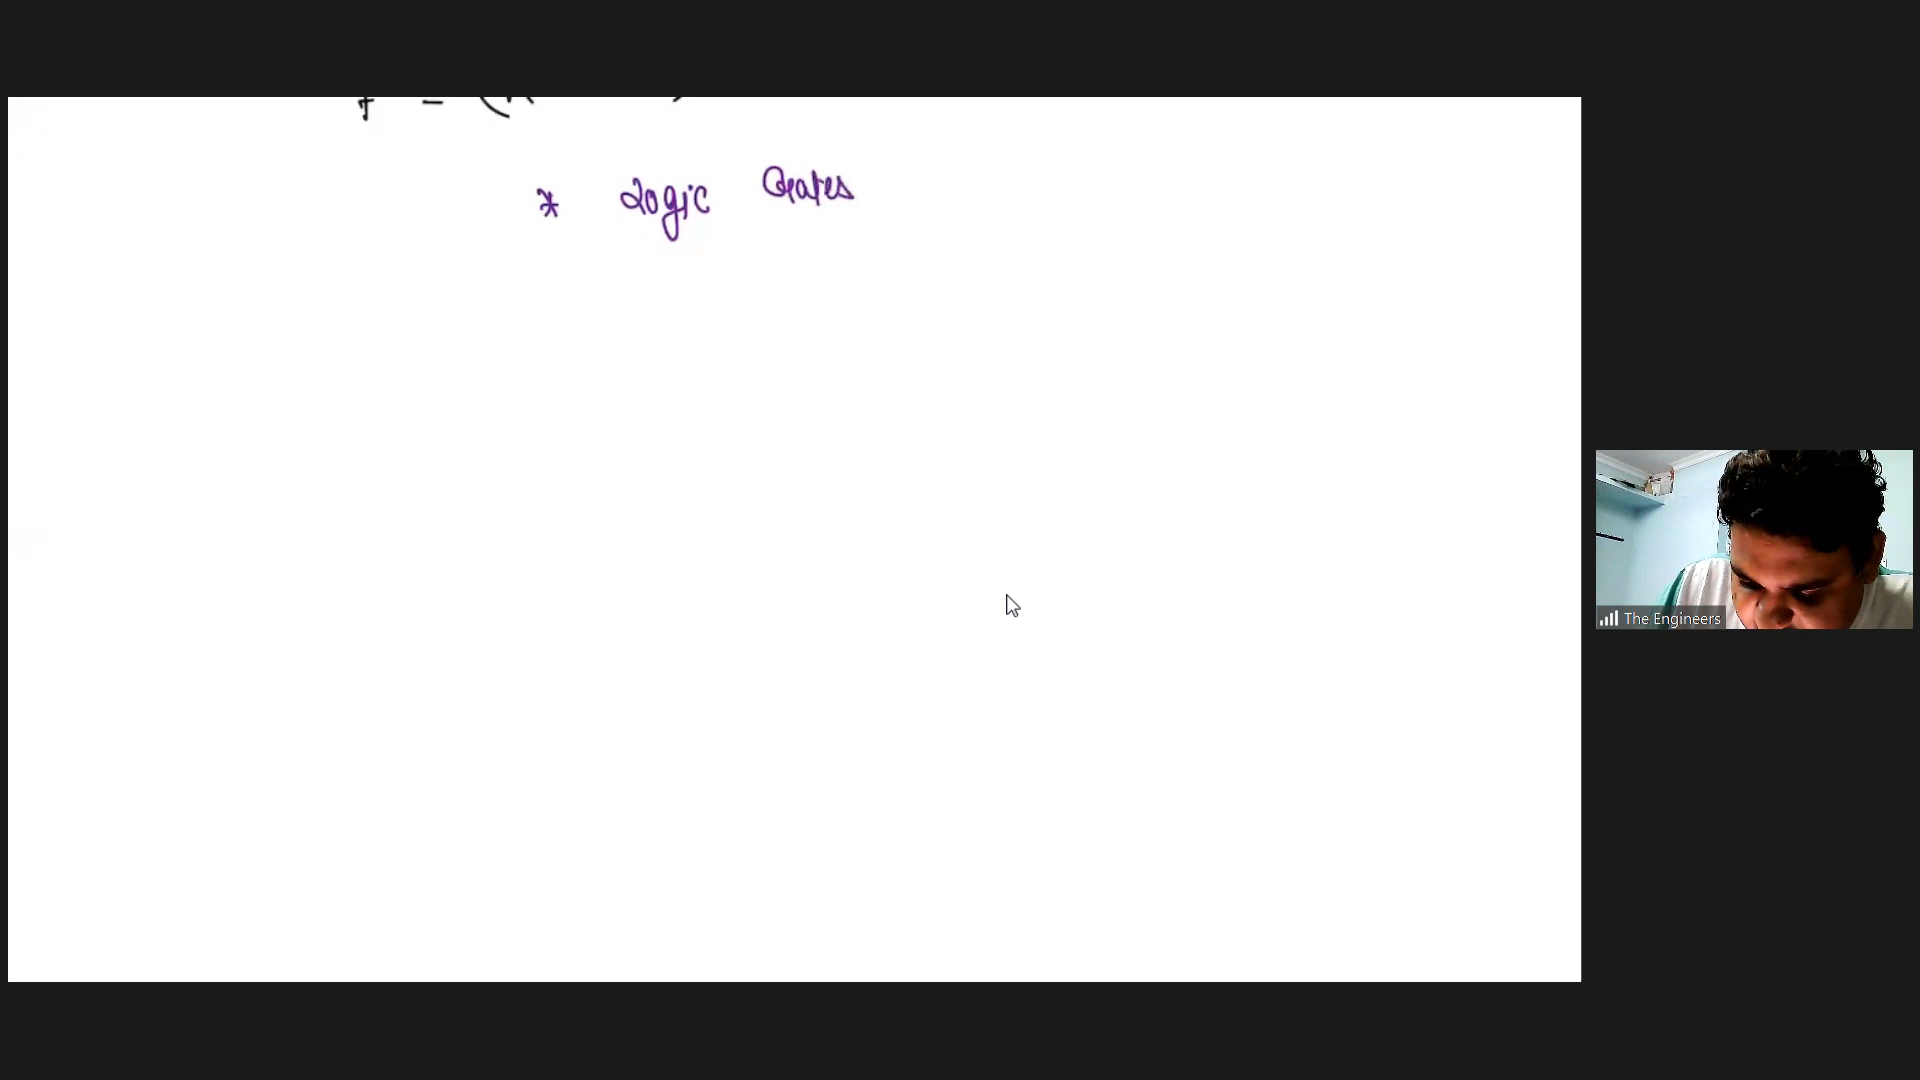 * Logic Gates
The Engineers